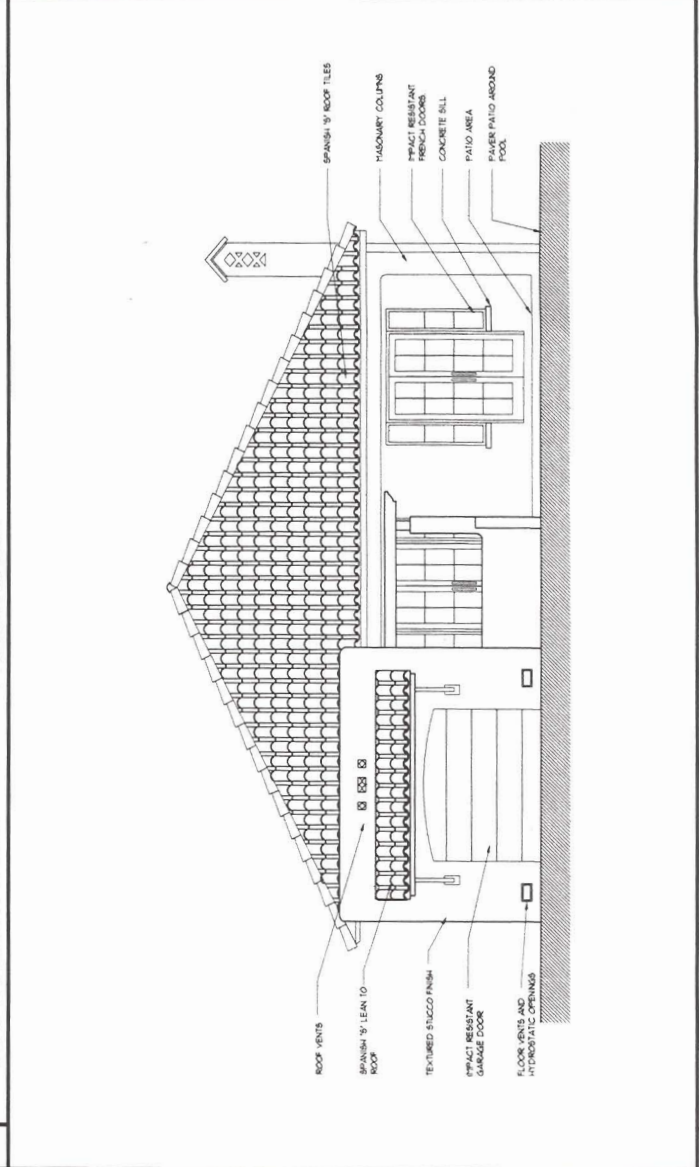 ROOF VENTS
SPANISH 'S' LEAN TO
ROOF
TEXTURED STUCCO FINISH
IMPACT RESISTANT
GARAGE DOOR
FLOOR VENTS AND
HYDROSTATIC OPENINGS
SPANISH 'S' ROOF TILES
MASONARY COLUMNS
IMPACT RESISTANT
FRENCH DOORS
CONCRETE SILL
PATIO AREA
PAVER PATIO AROUND
POOL